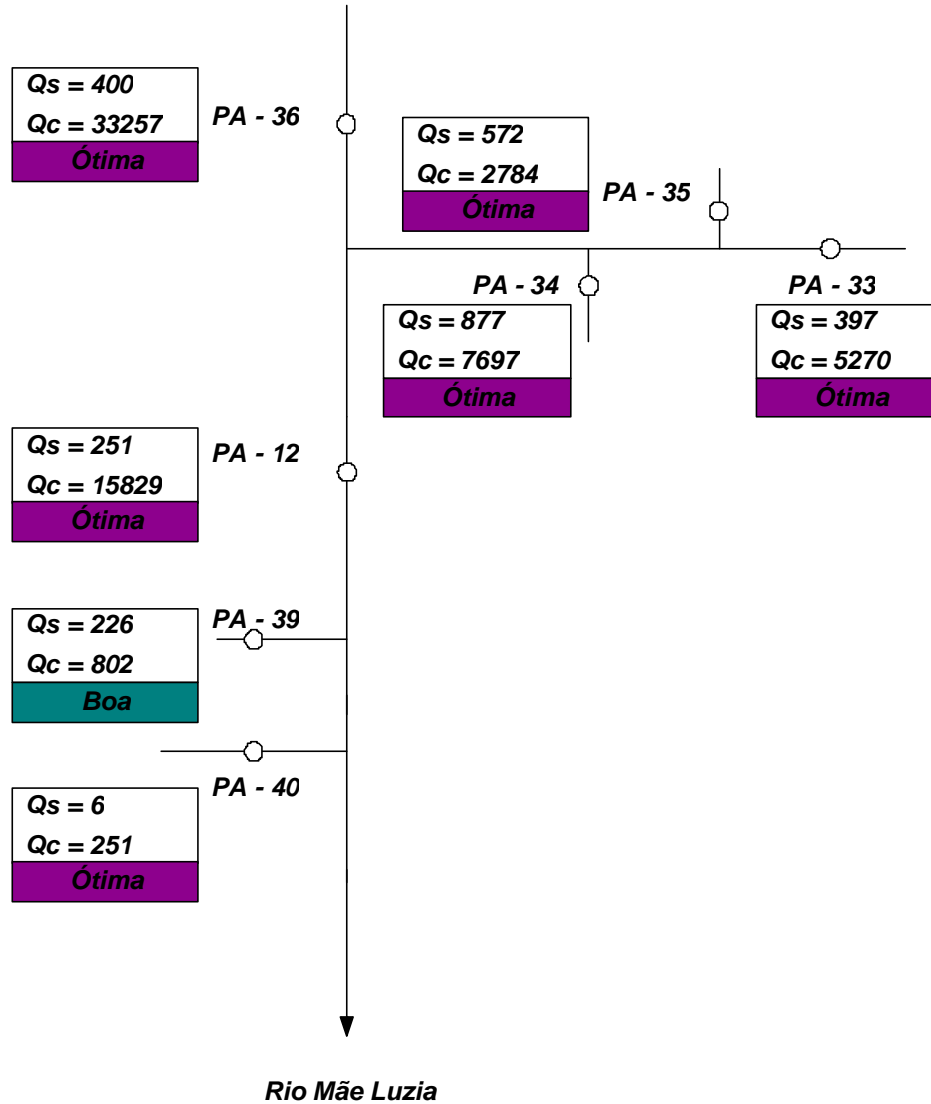 Qs = 400
Qc = 33257
Ótima
PA - 36
Qs = 572
Qc = 2784
Ótima
PA - 35
PA - 34
Qs = 877
Qc = 7697
Ótima
PA - 33
Qs = 397
Qc = 5270
Ótima
Qs = 251
Qc = 15829
Ótima
PA - 12
Qs = 226
Qc = 802
Boa
PA - 39
PA - 40
Qs = 6
Qc = 251
Ótima
Rio Mãe Luzia